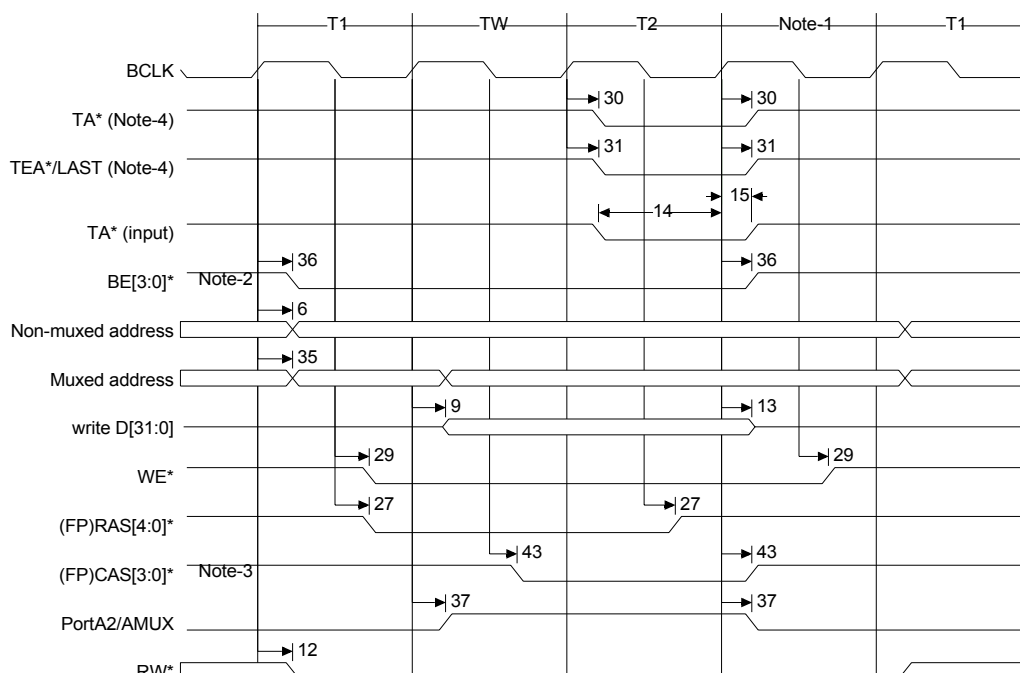 T1 TW T2 Note-1 T1
BCLK
30 30
TA* (Note-4)
31 31
TEA*/LAST (Note-4)
15
14
TA* (input)
36 36
BE[3:0]* Note-2
6
Non-muxed address
35
Muxed address
9 13
write D[31:0]
29 29
WE*
27 27
(FP)RAS[4:0]*
43 43
(FP)CAS[3:0]* Note-3
37 37
PortA2/AMUX
12
RW*